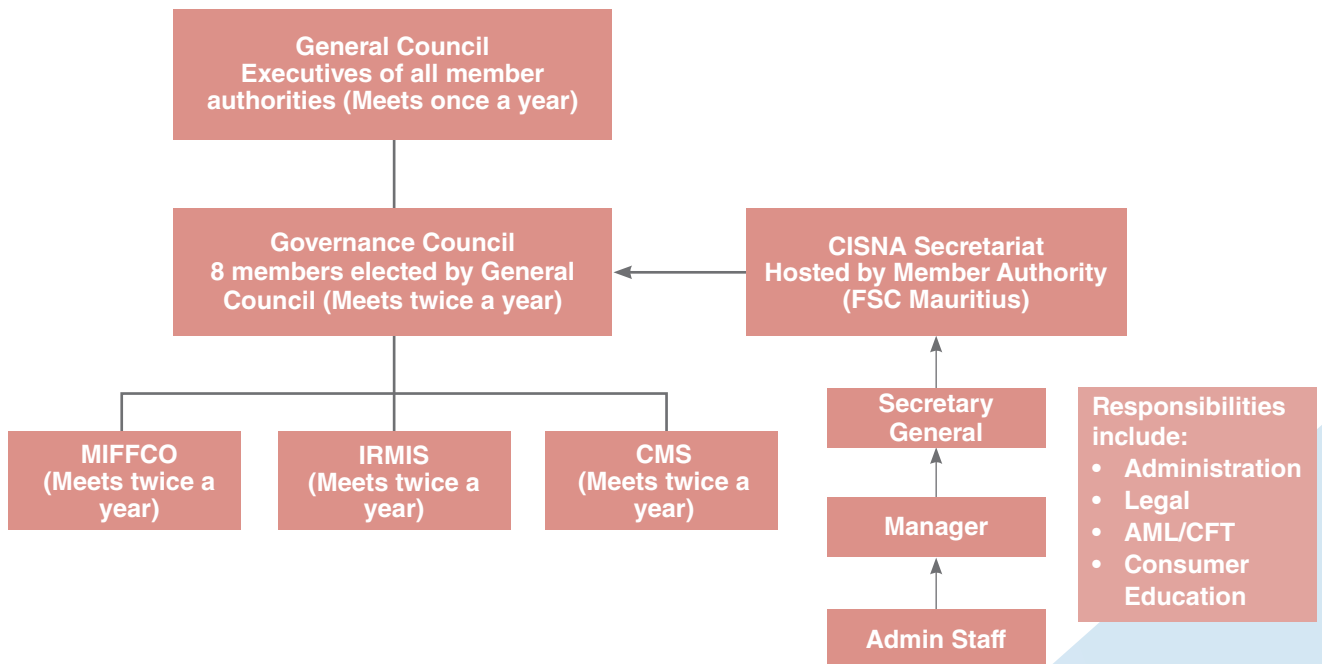 General Council
Executives of all member
authorities (Meets once a year)
Governance Council
8 members elected by General
Council (Meets twice a year)
CISNA Secretariat
Hosted by Member Authority
(FSC Mauritius)
MIFFCO
(Meets twice a
year)
IRMIS
(Meets twice a
year)
CMS
(Meets twice a
year)
Secretary
General
Manager
Admin Staff
Responsibilities
include:
• Administration
• Legal
• AML/CFT
• Consumer
Education